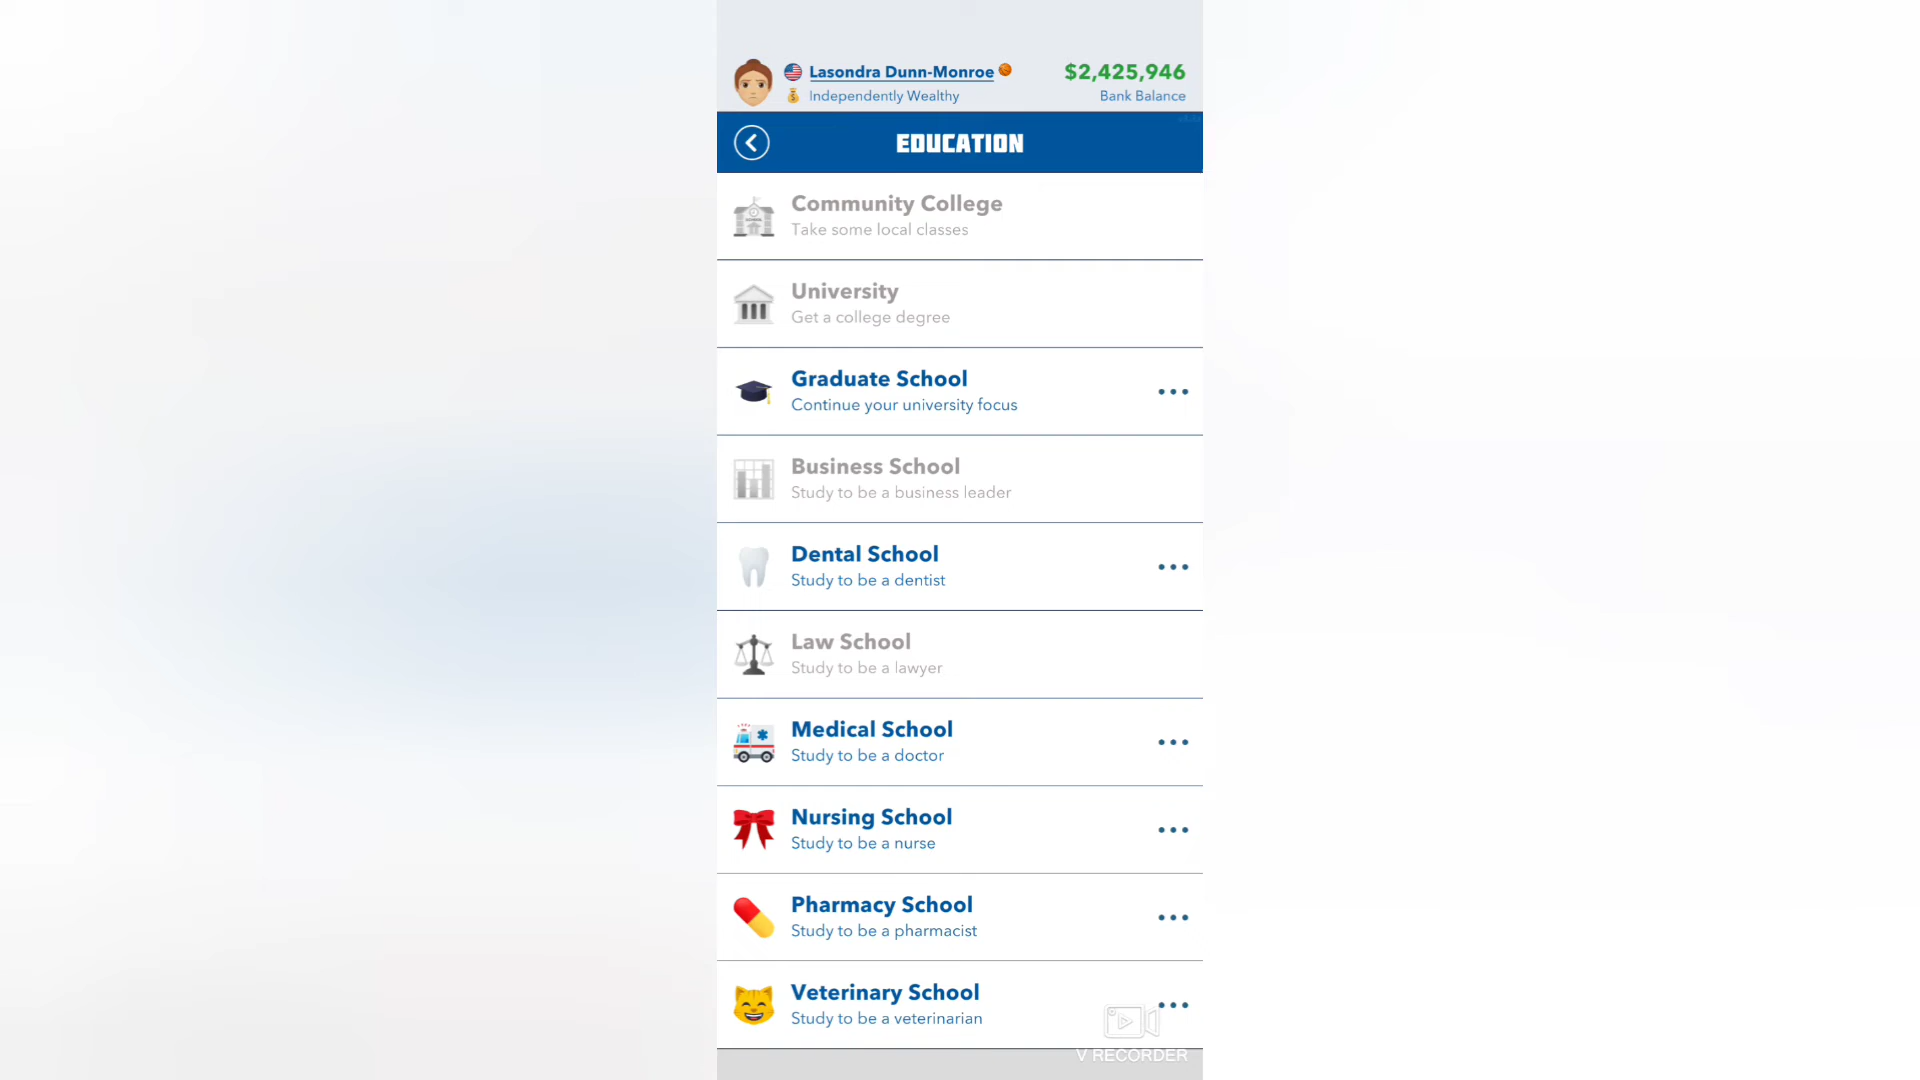 Lasondra Dunn-Monroe
$2,425,946
Independently Wealthy
Bank Balance
EDUCATION
Community College
Take some local classes
University
Get a college degree
Graduate School
Continue your university focus
Business School
Study to be a business leader
Dental School
Study to be a dentist
Law School
Study to be a lawyer
Medical School
Study to be a doctor
Nursing School
Study to be a nurse
Pharmacy School
Study to be a pharmacist
Veterinary School
Study to be a veterinarian
V RECORDER